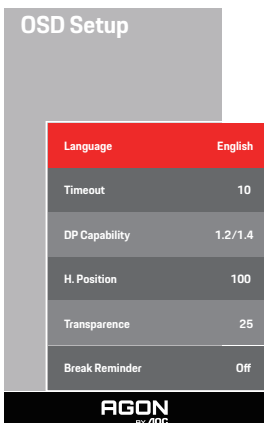 OSD Setup
Language English
Timeout 10
DP Capability 1.2/1.4
H. Position 100
Transparence 25
Break Reminder Off
AGON
BY AOC